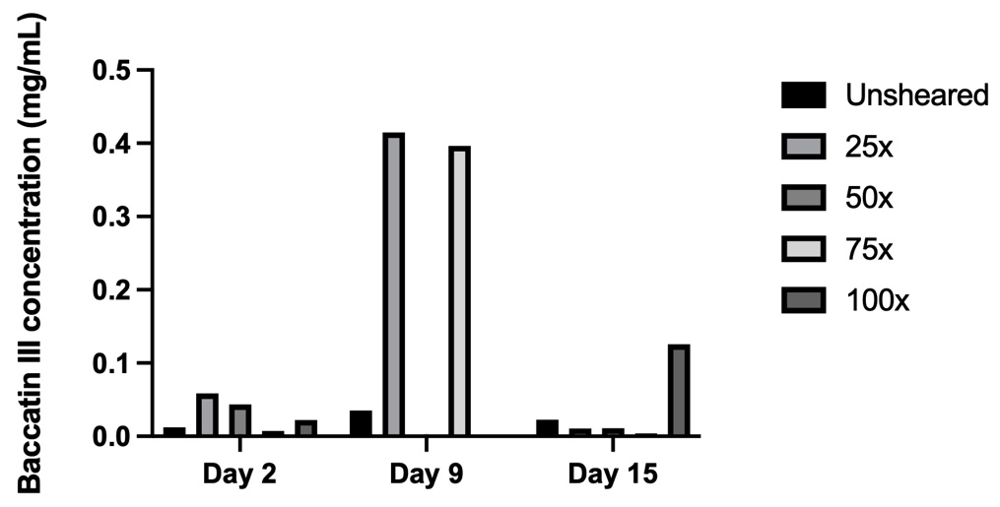 Baccatin III concentration (mg/mL)
0.5
0.4
0.3
0.2
0.1
0.0
Day 2
Day 9
Day 15
Unsheared
25x
50x
75x
100x